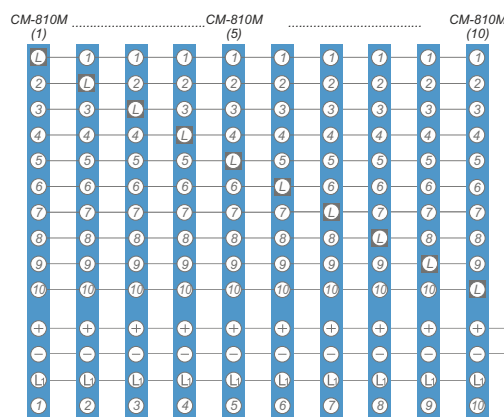 CM-810M ........................................ CM-810M ........................................ CM-810M
(1) (5) (10)
L 1 1 1 1 1 1 1 1 1
2 L 2 2 2 2 2 2 2 2
3 3 L 3 3 3 3 3 3 3
4 4 4 L 4 4 4 4 4 4
5 5 5 5 L 5 5 5 5 5
6 6 6 6 6 L 6 6 6 6
7 7 7 7 7 7 L 7 7 7
8 8 8 8 8 8 8 L 8 8
9 9 9 9 9 9 9 9 L 9
10 10 10 10 10 10 10 10 10 L
+ + + + + + + + + +
− − − − − − − − − −
L1 L1 L1 L1 L1 L1 L1 L1 L1 L1
1 2 3 4 5 6 7 8 9 10